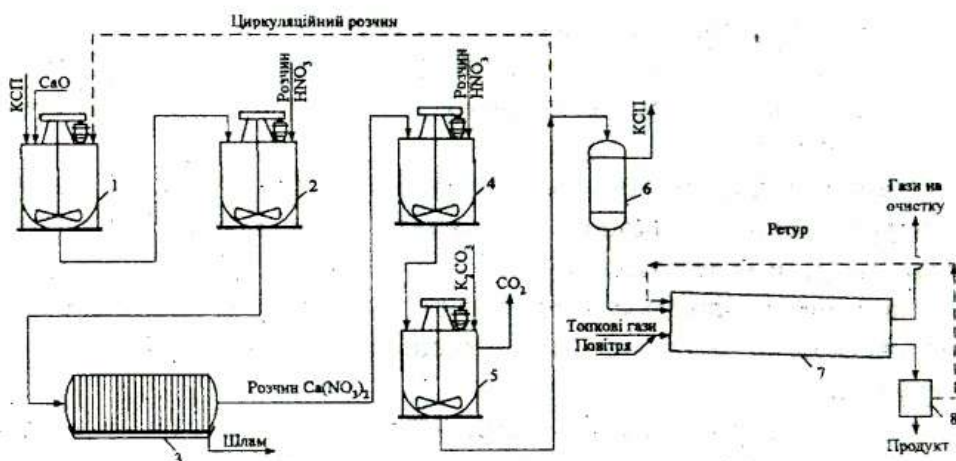 Циркуляційний розчин
КСП
CaO
Розчин
HNO3
Розчин
HNO3
КСП
1
2
4
6
Гази на
очистку
Ретур
K2CO3
CO2
Топкові гази
Повітря
5
7
Розчин Ca(NO3)2
8
3
Шлам
Продукт